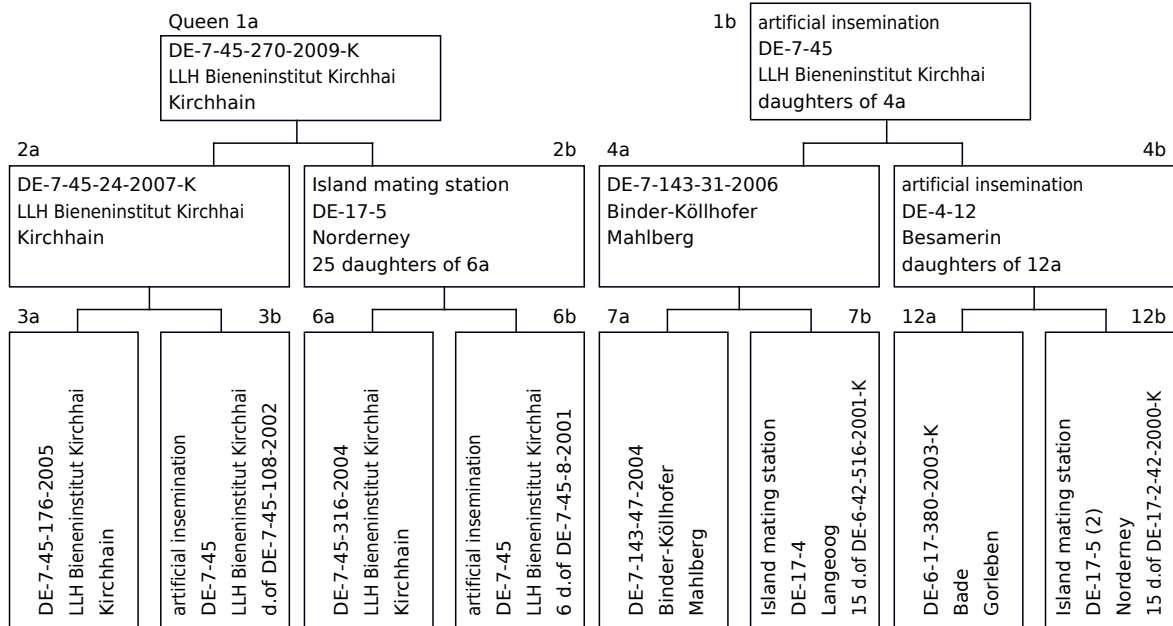 Queen 1a
DE-7-45-270-2009-K
LLH Bieneninstitut Kirchhai
Kirchhain
1b
artificial insemination
DE-7-45
LLH Bieneninstitut Kirchhai
daughters of 4a
2a
DE-7-45-24-2007-K
LLH Bieneninstitut Kirchhai
Kirchhain
2b
Island mating station
DE-17-5
Norderney
25 daughters of 6a
4a
DE-7-143-31-2006
Binder-Köllhofer
Mahlberg
4b
artificial insemination
DE-4-12
Besamerin
daughters of 12a
3a
DE-7-45-176-2005
LLH Bieneninstitut Kirchhai
Kirchhain
3b
artificial insemination
DE-7-45
LLH Bieneninstitut Kirchhai
d.of DE-7-45-108-2002
6a
DE-7-45-316-2004
LLH Bieneninstitut Kirchhai
Kirchhain
6b
artificial insemination
DE-7-45
LLH Bieneninstitut Kirchhai
6 d.of DE-7-45-8-2001
7a
DE-7-143-47-2004
Binder-Köllhofer
Mahlberg
7b
Island mating station
DE-17-4
Langeoog
15 d.of DE-6-42-516-2001-K
12a
DE-6-17-380-2003-K
Bade
Gorleben
12b
Island mating station
DE-17-5 (2)
Norderney
15 d.of DE-17-2-42-2000-K